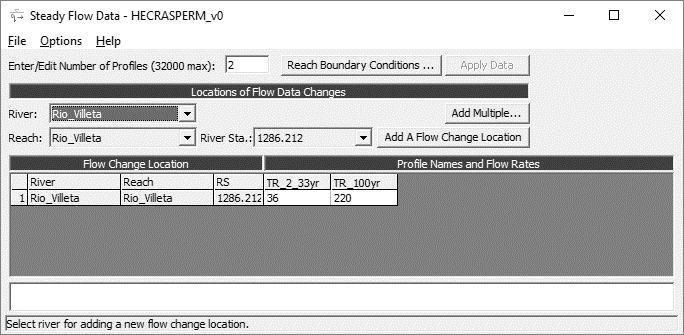 Steady Flow Data - HECRASPERM_v0
File Options Help
Enter/Edit Number of Profiles (32000 max): 2 Reach Boundary Conditions ... Apply Data
Locations of Flow Data Changes
River: Rio_Villeta Add Multiple...
Reach: Rio_Villeta River Sta.: 1286.212 Add A Flow Change Location
Flow Change Location Profile Names and Flow Rates
River Reach RS TR_2_33yr TR_100yr
1 Rio_Villeta Rio_Villeta 1286.212 36 220
Select river for adding a new flow change location.